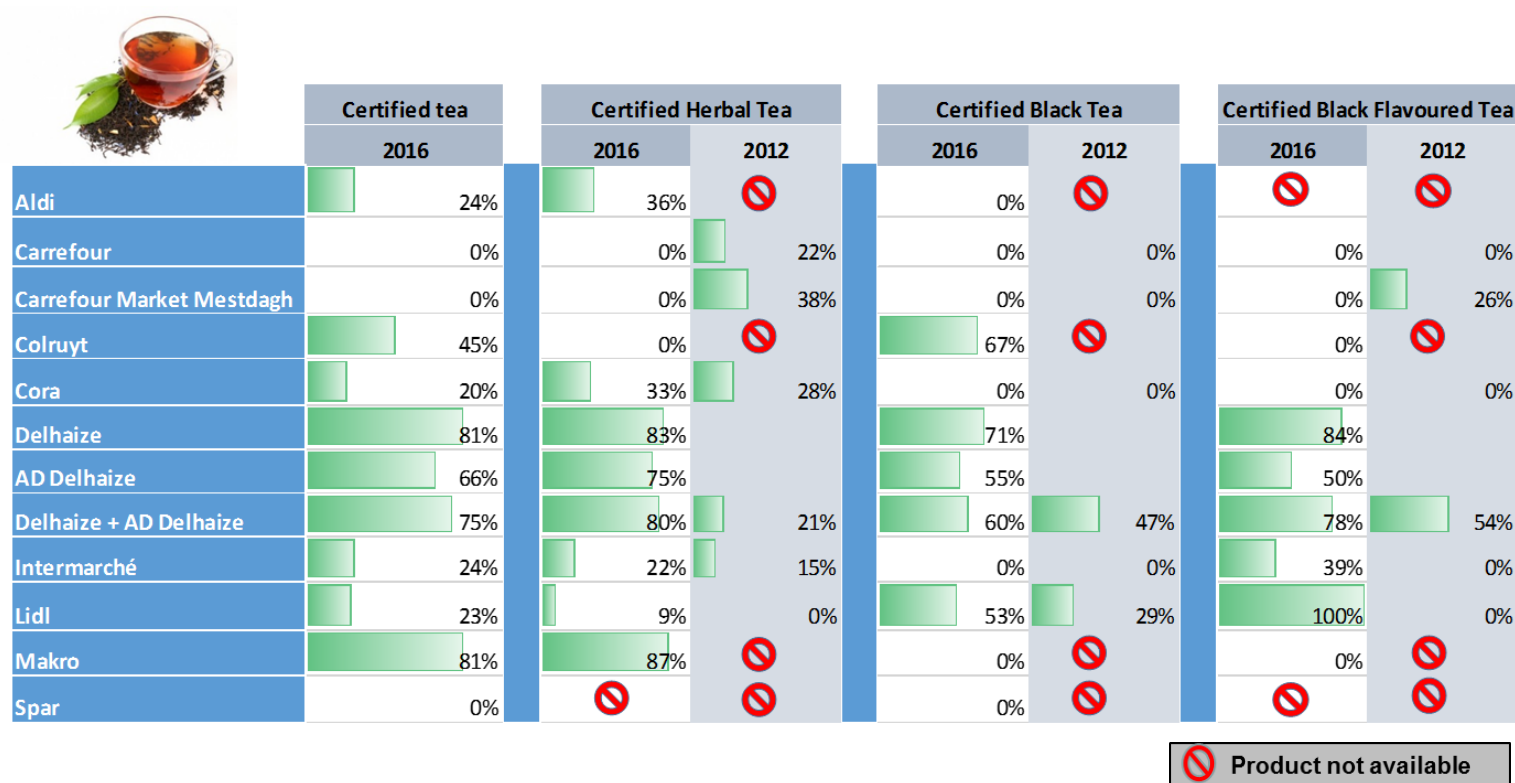 Certified tea Certified Herbal Tea Certified Black Tea Certified Black Flavoured Tea
2016 2016 2012 2016 2012 2016 2012
Aldi 24% 36% 0%
Carrefour 0% 0% 22% 0% 0% 0% 0%
Carrefour Market Mestdagh 0% 0% 38% 0% 0% 0% 26%
Colruyt 45% 0% 67% 0%
Cora 20% 33% 28% 0% 0% 0% 0%
Delhaize 81% 83% 71% 84%
AD Delhaize 66% 75% 55% 50%
Delhaize + AD Delhaize 75% 80% 21% 60% 47% 78% 54%
Intermarché 24% 22% 15% 0% 0% 39% 0%
Lidl 23% 9% 0% 53% 29% 100% 0%
Makro 81% 87% 0% 0%
Spar 0% 0%
Product not available